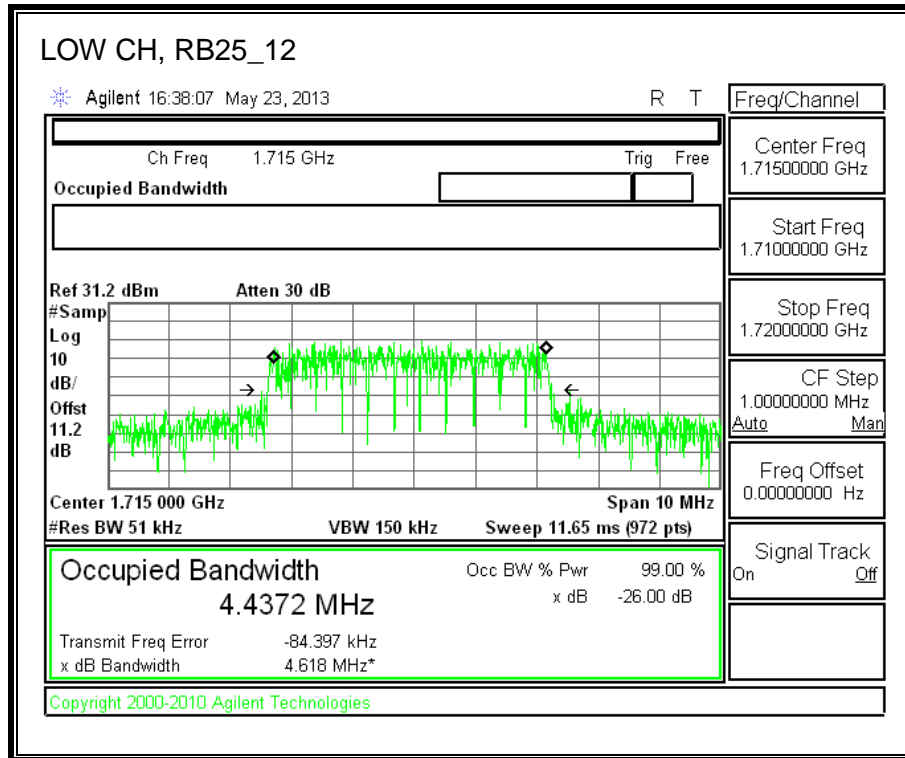 LOW CH, RB25_12
Agilent 16:38:07 May 23, 2013 R T
Freq/Channel
Ch Freq 1.715 GHz Trig Free
Occupied Bandwidth
Center Freq
1.71500000 GHz
Start Freq
1.71000000 GHz
Stop Freq
1.72000000 GHz
CF Step
1.00000000 MHz
Auto Man
Freq Offset
0.00000000 Hz
Signal Track
On Off
Ref 31.2 dBm Atten 30 dB
#Samp
Log
10
dB/
Offst
11.2
dB
Center 1.715 000 GHz Span 10 MHz
#Res BW 51 kHz VBW 150 kHz Sweep 11.65 ms (972 pts)
Occupied Bandwidth Occ BW % Pwr 99.00 %
4.4372 MHz x dB -26.00 dB
Transmit Freq Error -84.397 kHz
x dB Bandwidth 4.618 MHz*
Copyright 2000-2010 Agilent Technologies